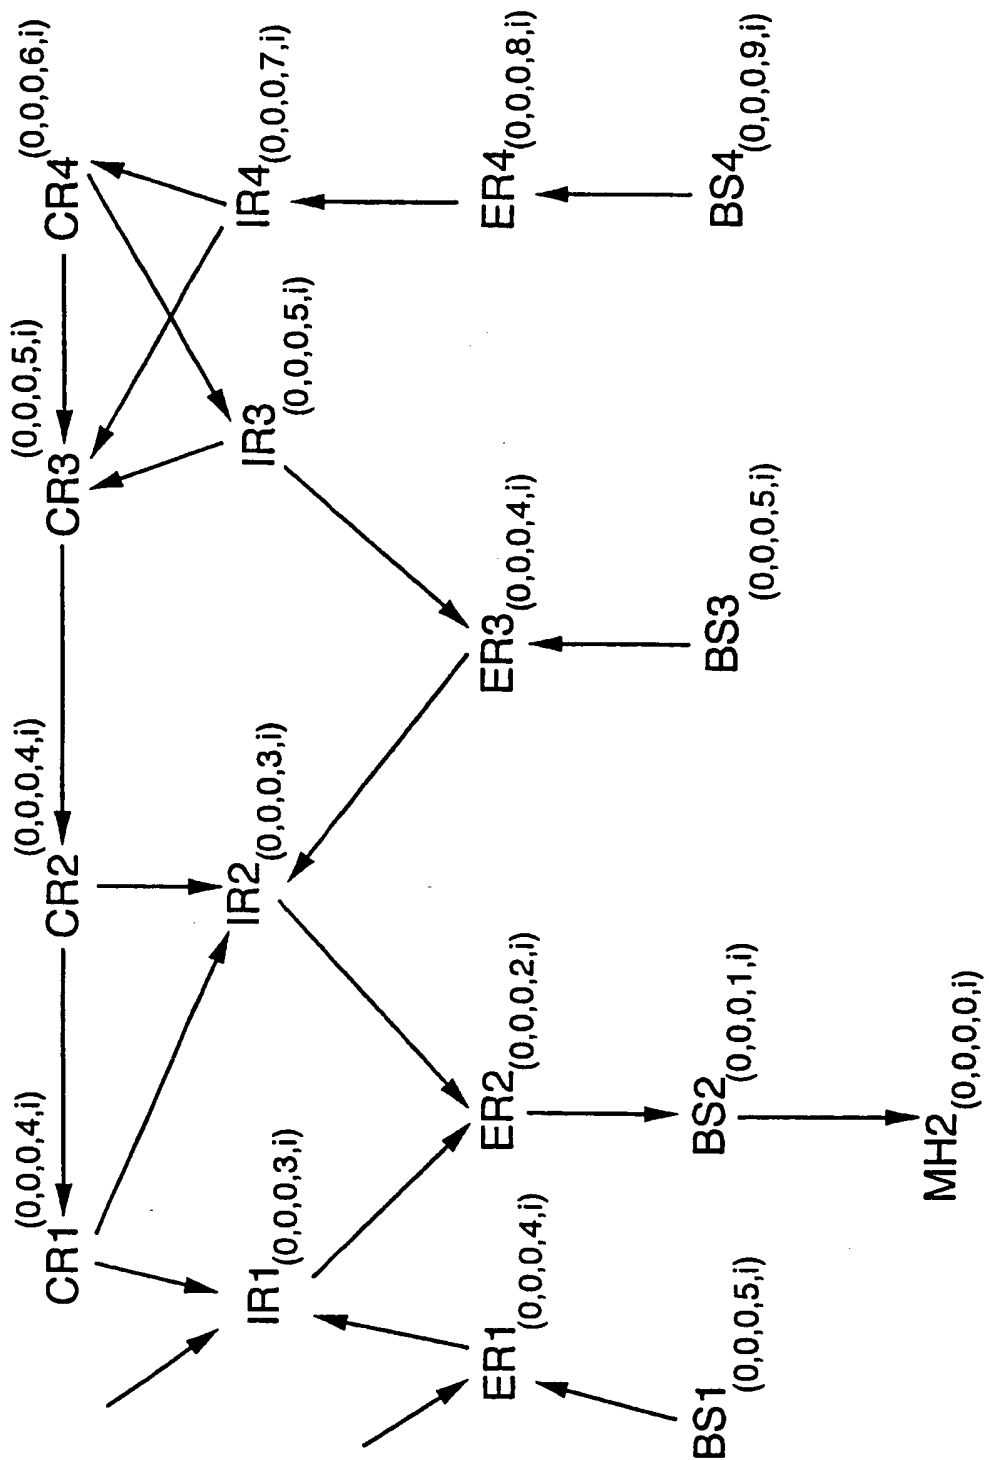 CR1 (0,0,0,4,i)
CR2 (0,0,0,4,i)
CR3 (0,0,0,5,i)
CR4 (0,0,0,6,i)
IR1 (0,0,0,3,i)
IR2 (0,0,0,3,i)
IR3 (0,0,0,5,i)
IR4 (0,0,0,7,i)
ER1 (0,0,0,4,i)
ER2 (0,0,0,2,i)
ER3 (0,0,0,4,i)
ER4 (0,0,0,8,i)
BS1 (0,0,0,5,i)
BS2 (0,0,0,1,i)
BS3 (0,0,0,5,i)
BS4 (0,0,0,9,i)
MH2 (0,0,0,0,i)